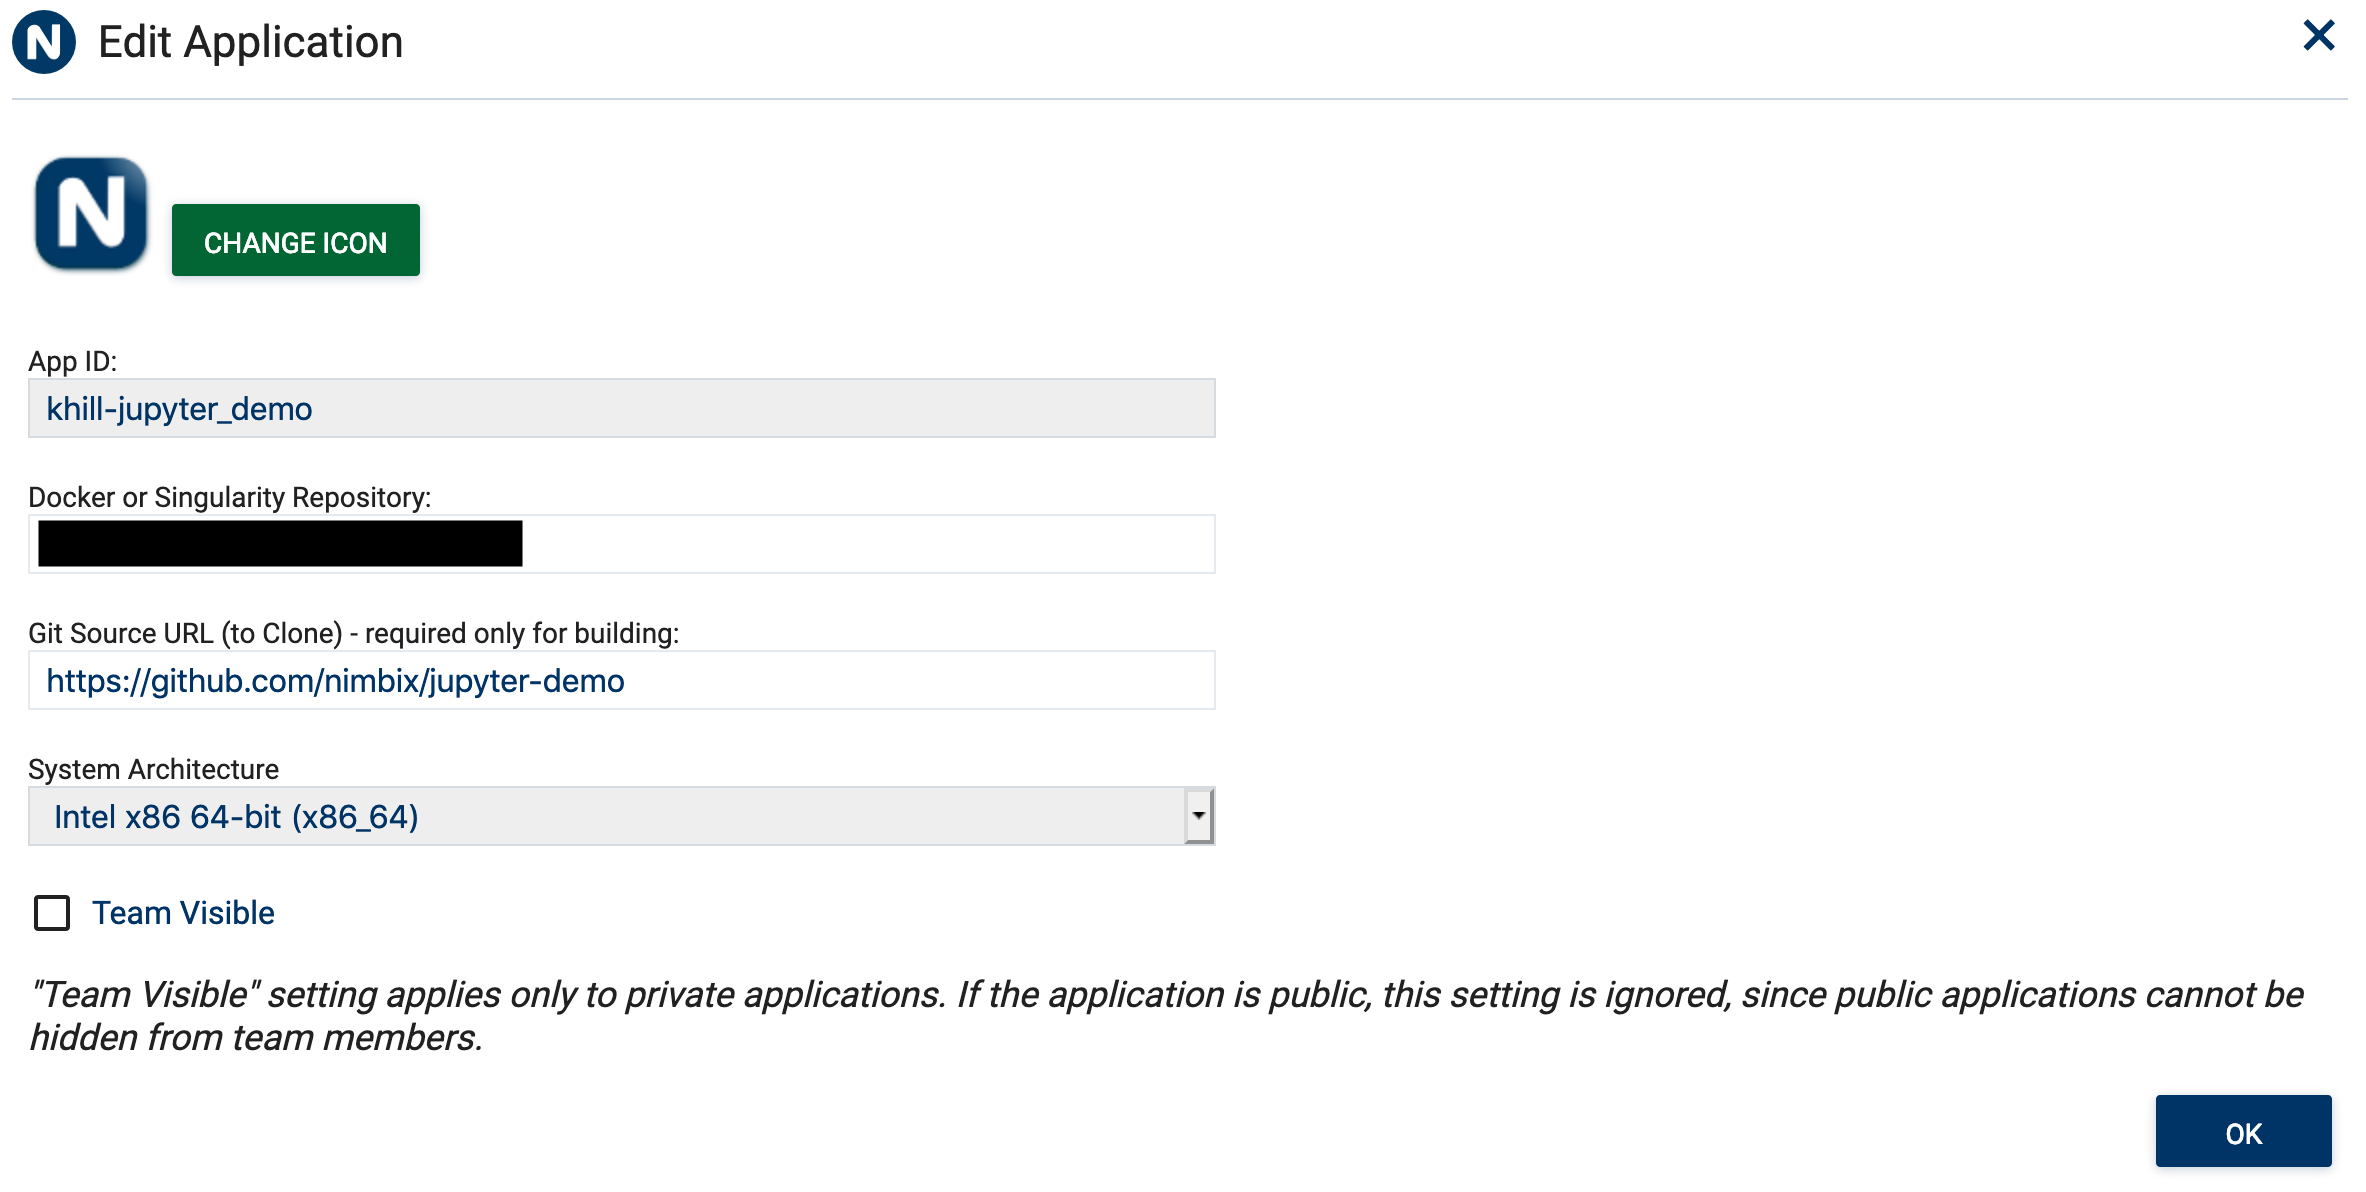 N Edit Application
N
CHANGE ICON
App ID:
khill-jupyter_demo
Docker or Singularity Repository:
Git Source URL (to Clone) - required only for building:
https://github.com/nimbix/jupyter-demo
System Architecture
Intel x86 64-bit (x86_64)
Team Visible
"Team Visible" setting applies only to private applications. If the application is public, this setting is ignored, since public applications cannot be
hidden from team members.
OK